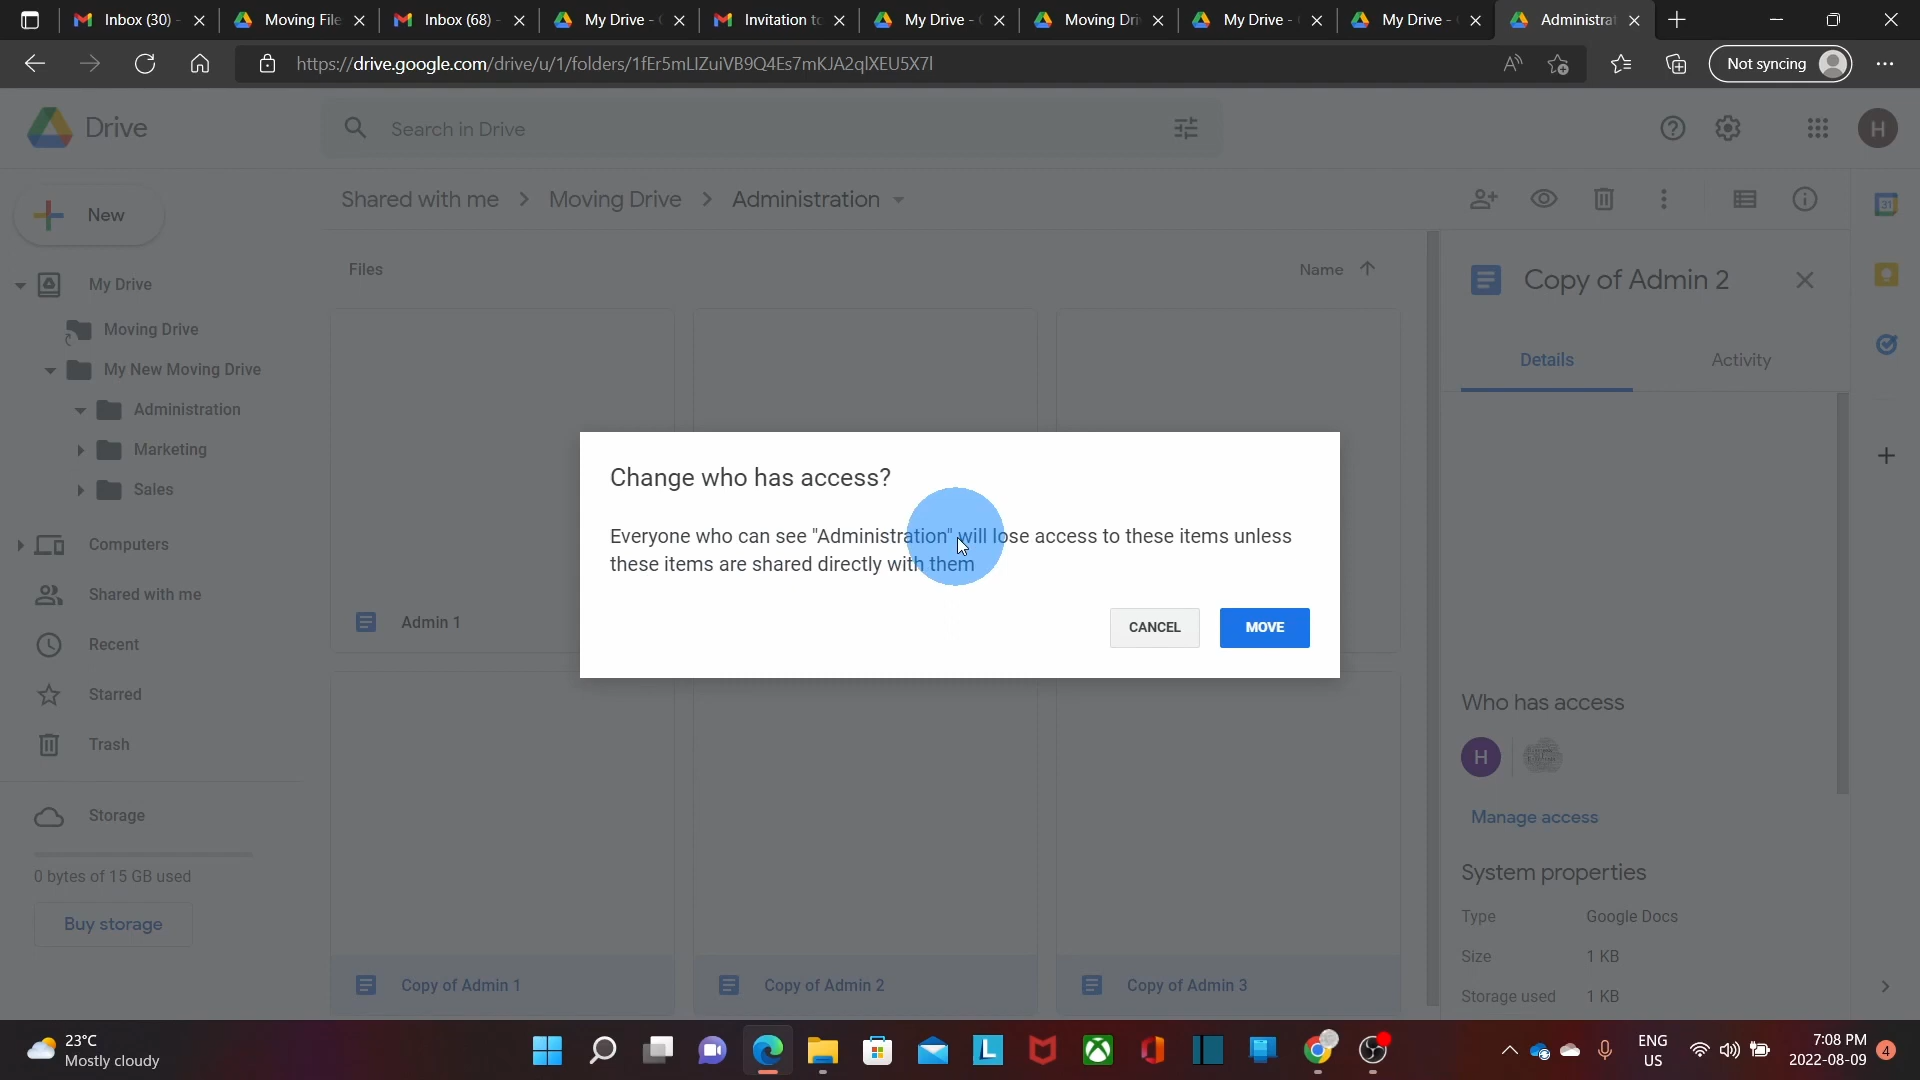 Inbox (30) -
Moving File
Inbox (68) -
My Drive - 
Invitation to
My Drive - 
Moving Dri
My Drive - 
My Drive - 
Administrat
https://drive.google.com/drive/u/1/folders/1fEr5mLIZuiVB9Q4Es7mKJA2qIXEU5X7I
Not syncing
Drive
Search in Drive
H
New
Shared with me > Moving Drive > Administration
My Drive
Moving Drive
My New Moving Drive
Administration
Marketing
Sales
Computers
Shared with me
Recent
Starred
Trash
Storage
0 bytes of 15 GB used
Buy storage
Files
Name
Admin 1
Copy of Admin 1
Copy of Admin 2
Copy of Admin 3
Change who has access?
Everyone who can see "Administration" will lose access to these items unless
these items are shared directly with them
CANCEL
MOVE
Copy of Admin 2
Details
Activity
Who has access
H
Manage access
System properties
Type Google Docs
Size 1 KB
Storage used 1 KB
31
23°C
Mostly cloudy
L
ENG
US
7:08 PM
2022-08-09
4